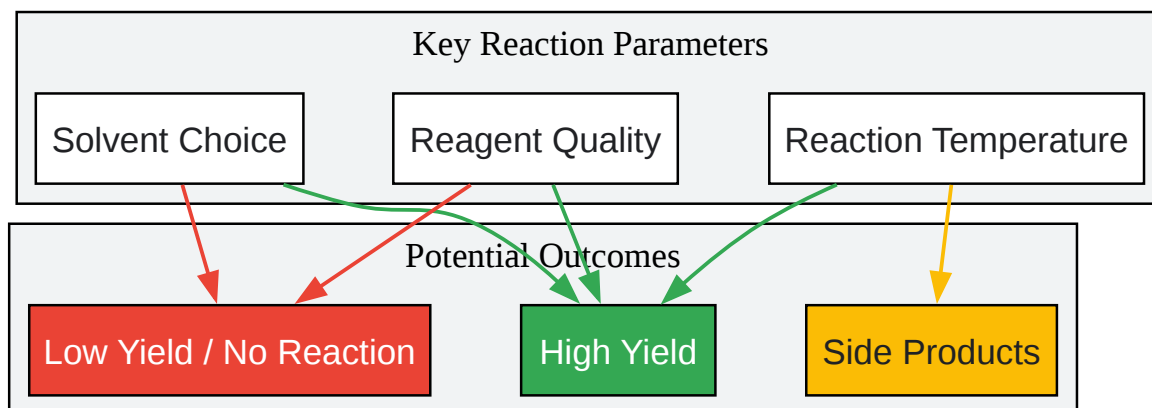 Key Reaction Parameters
Solvent Choice
Reagent Quality
Reaction Temperature
Potential Outcomes
Low Yield / No Reaction
High Yield
Side Products